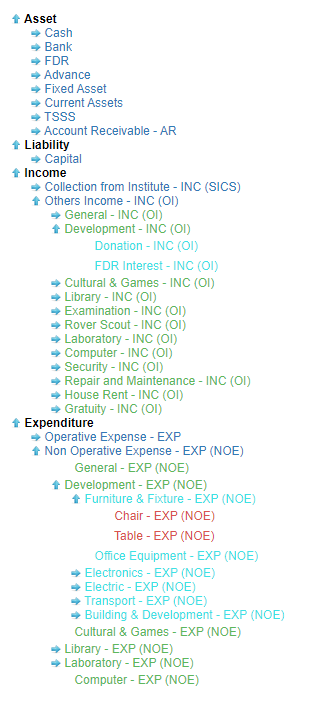 Asset
Cash
Bank
FDR
Advance
Fixed Asset
Current Assets
TSSS
Account Receivable - AR
Liability
Capital
Income
Collection from Institute - INC (SICS)
Others Income - INC (OI)
General - INC (OI)
Development - INC (OI)
Donation - INC (OI)
FDR Interest - INC (OI)
Cultural & Games - INC (OI)
Library - INC (OI)
Examination - INC (OI)
Rover Scout - INC (OI)
Laboratory - INC (OI)
Computer - INC (OI)
Security - INC (OI)
Repair and Maintenance - INC (OI)
House Rent - INC (OI)
Gratuity - INC (OI)
Expenditure
Operative Expense - EXP
Non Operative Expense - EXP (NOE)
General - EXP (NOE)
Development - EXP (NOE)
Furniture & Fixture - EXP (NOE)
Chair - EXP (NOE)
Table - EXP (NOE)
Office Equipment - EXP (NOE)
Electronics - EXP (NOE)
Electric - EXP (NOE)
Transport - EXP (NOE)
Building & Development - EXP (NOE)
Cultural & Games - EXP (NOE)
Library - EXP (NOE)
Laboratory - EXP (NOE)
Computer - EXP (NOE)